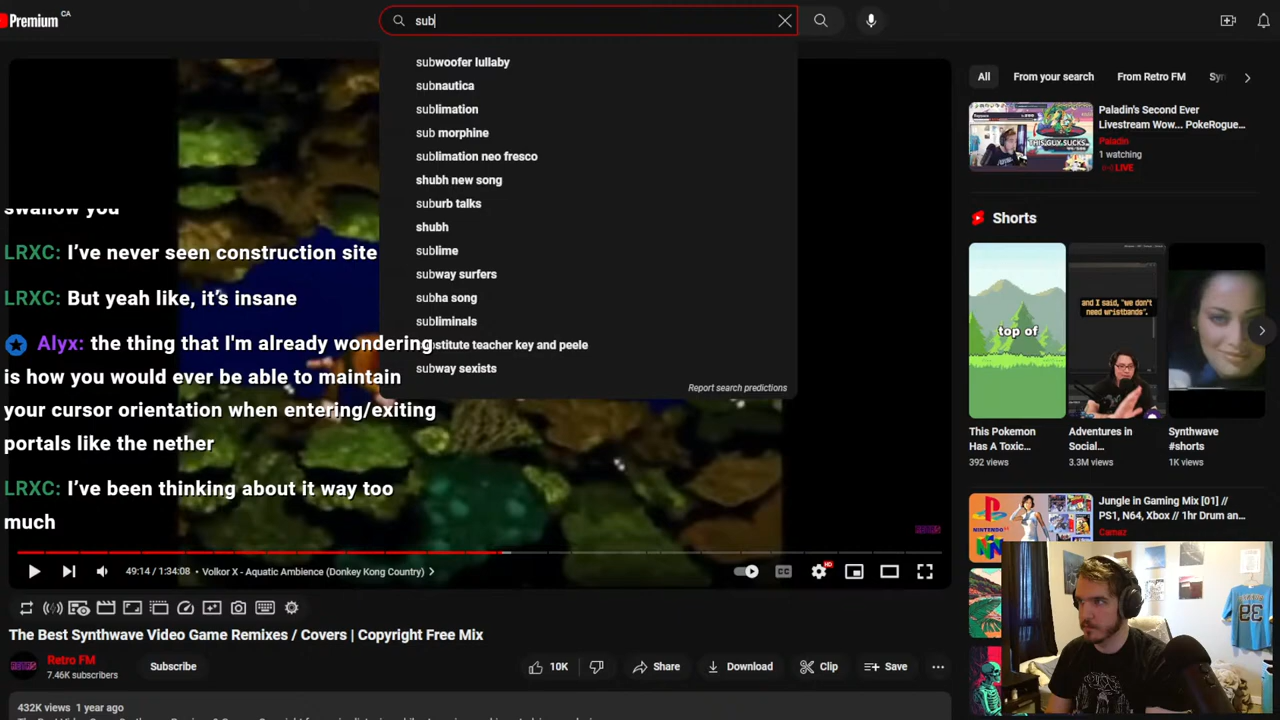 Premium CA
sub
subwoofer lullaby
subnautica
sublimation
sub morphine
sublimation neo fresco
shubh new song
suburb talks
shubh
sublime
subway surfers
subha song
subliminals
stitute teacher key and peele
subway sexists
Report search predictions
swallow you
LRXC: I've never seen construction site
LRXC: But yeah like, it's insane
Alyx: the thing that I'm already wondering
is how you would ever be able to maintain
your cursor orientation when entering/exiting
portals like the nether
LRXC: I've been thinking about it way too
much
49:14 / 1:34:08 • Volkor X - Aquatic Ambience (Donkey Kong Country)
HD
CC
The Best Synthwave Video Game Remixes / Covers | Copyright Free Mix
Retro FM
7.46K subscribers
Subscribe
10K
Share
Download
Clip
Save
432K views 1 year ago
All
From your search
From Retro FM
Paladin's Second Ever
Livestream Wow... PokeRogue...
Paladin
1 watching
LIVE
THIS GUY SUCKS
Shorts
top of
and I said, "we don't
need wristbands".
This Pokemon
Has A Toxic...
392 views
Adventures in
Social...
3.3M views
Synthwave
#shorts
1K views
Jungle in Gaming Mix [01] //
PS1, N64, Xbox // 1hr Drum an...
Camaz
23